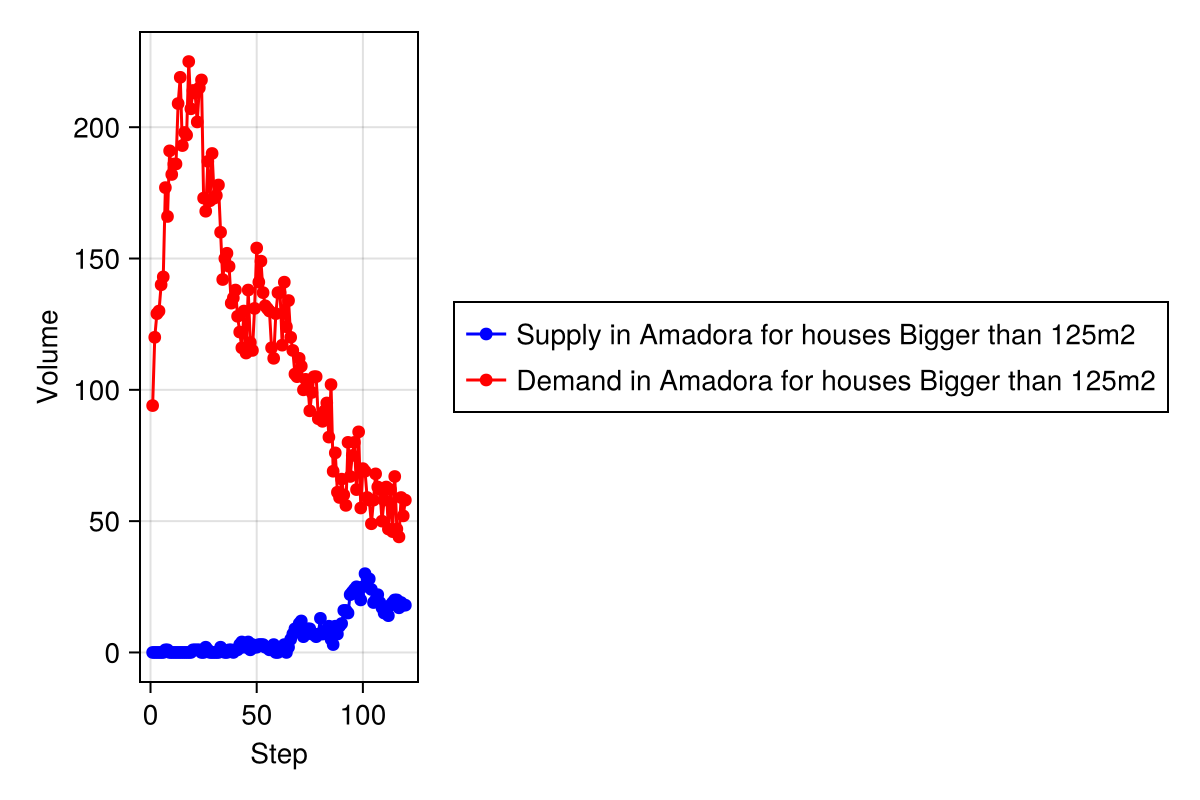 200
150
100
50
0
Volume
0 50 100
Step
Supply in Amadora for houses Bigger than 125m2
Demand in Amadora for houses Bigger than 125m2